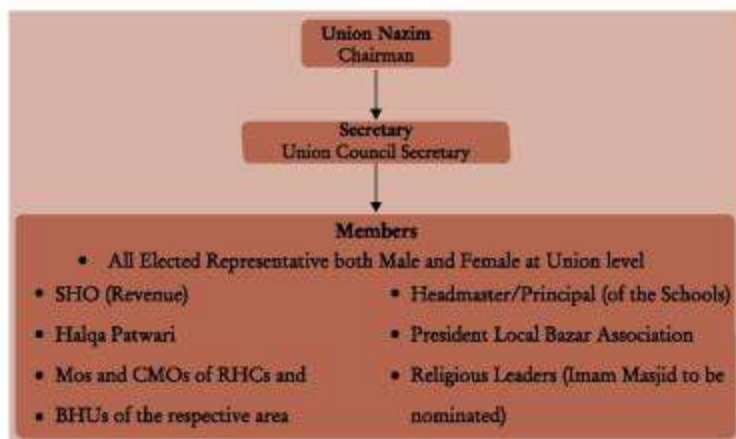 Union Nazim
Chairman
Secretary
Union Council Secretary
Members
• All Elected Representative both Male and Female at Union level
• SHO (Revenue)
• Halqa Patwari
• Mos and CMOs of RHCs and
• BHUs of the respective area
• Headmaster/Principal (of the Schools)
• President Local Bazar Association
• Religious Leaders (Imam Masjid to be
nominated)